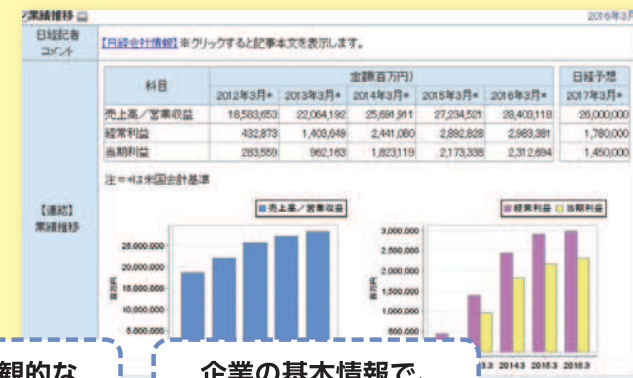 業績推移
2016年3月
日経記者
コメント
【日経会社情報】※クリックすると記事本文を表示します。
科目
金額(百万円)
日経予想
2012年3月* 2013年3月* 2014年3月* 2015年3月* 2016年3月* 2017年3月*
売上高/営業収益 18,583,653 22,064,192 25,691,911 27,234,521 28,403,118 26,000,000
経常利益 432,873 1,403,649 2,441,080 2,892,828 2,983,381 1,780,000
当期利益 283,559 962,163 1,823,119 2,173,338 2,312,694 1,450,000
注=*は米国会計基準
【連結】
業績推移
売上高/営業収益
25,000,000
20,000,000
15,000,000
10,000,000
5,000,000
百万円
経常利益 当期利益
3,000,000
2,500,000
2,000,000
1,500,000
1,000,000
500,000
百万円
2014.3 2015.3 2016.3
観的な
企業の基本情報で、